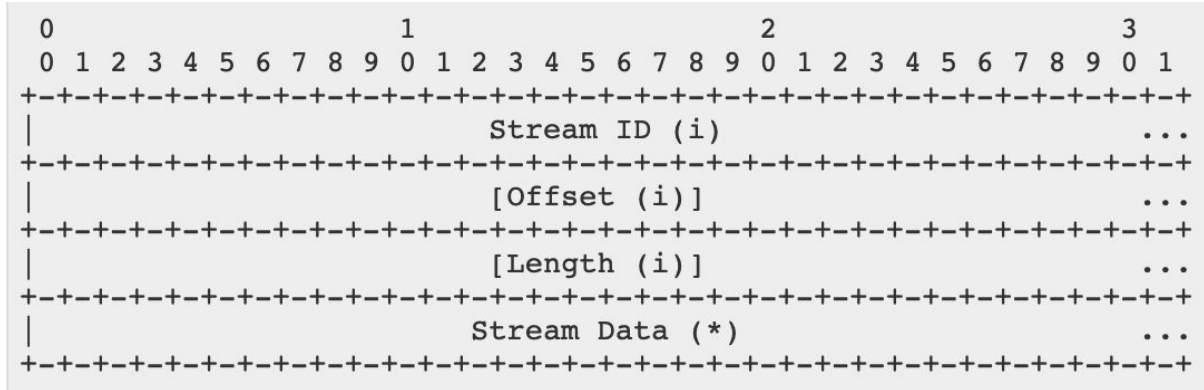 0                   1                   2                   3
0 1 2 3 4 5 6 7 8 9 0 1 2 3 4 5 6 7 8 9 0 1 2 3 4 5 6 7 8 9 0 1
+-+-+-+-+-+-+-+-+-+-+-+-+-+-+-+-+-+-+-+-+-+-+-+-+-+-+-+-+-+-+-+-+
|                         Stream ID (i)                       ...
+-+-+-+-+-+-+-+-+-+-+-+-+-+-+-+-+-+-+-+-+-+-+-+-+-+-+-+-+-+-+-+-+
|                         [Offset (i)]                        ...
+-+-+-+-+-+-+-+-+-+-+-+-+-+-+-+-+-+-+-+-+-+-+-+-+-+-+-+-+-+-+-+-+
|                         [Length (i)]                        ...
+-+-+-+-+-+-+-+-+-+-+-+-+-+-+-+-+-+-+-+-+-+-+-+-+-+-+-+-+-+-+-+-+
|                        Stream Data (*)                      ...
+-+-+-+-+-+-+-+-+-+-+-+-+-+-+-+-+-+-+-+-+-+-+-+-+-+-+-+-+-+-+-+-+